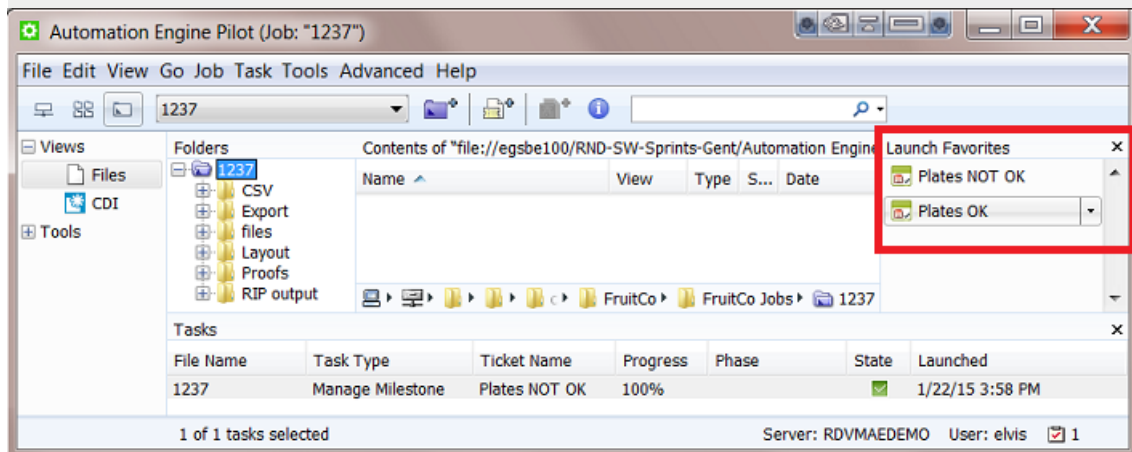 Automation Engine Pilot (Job: "1237")
File Edit View Go Job Task Tools Advanced Help
1237
Views
Files
CDI
Tools
Folders
1237
CSV
Export
files
Layout
Proofs
RIP output
Contents of "file://egsbe100/RND-SW-Sprints-Gent/Automation Engine
Name View Type S... Date
c FruitCo FruitCo Jobs 1237
Launch Favorites
Plates NOT OK
Plates OK
Tasks
File Name Task Type Ticket Name Progress Phase State Launched
1237 Manage Milestone Plates NOT OK 100% 1/22/15 3:58 PM
1 of 1 tasks selected Server: RDVMAEDEMO User: elvis 1